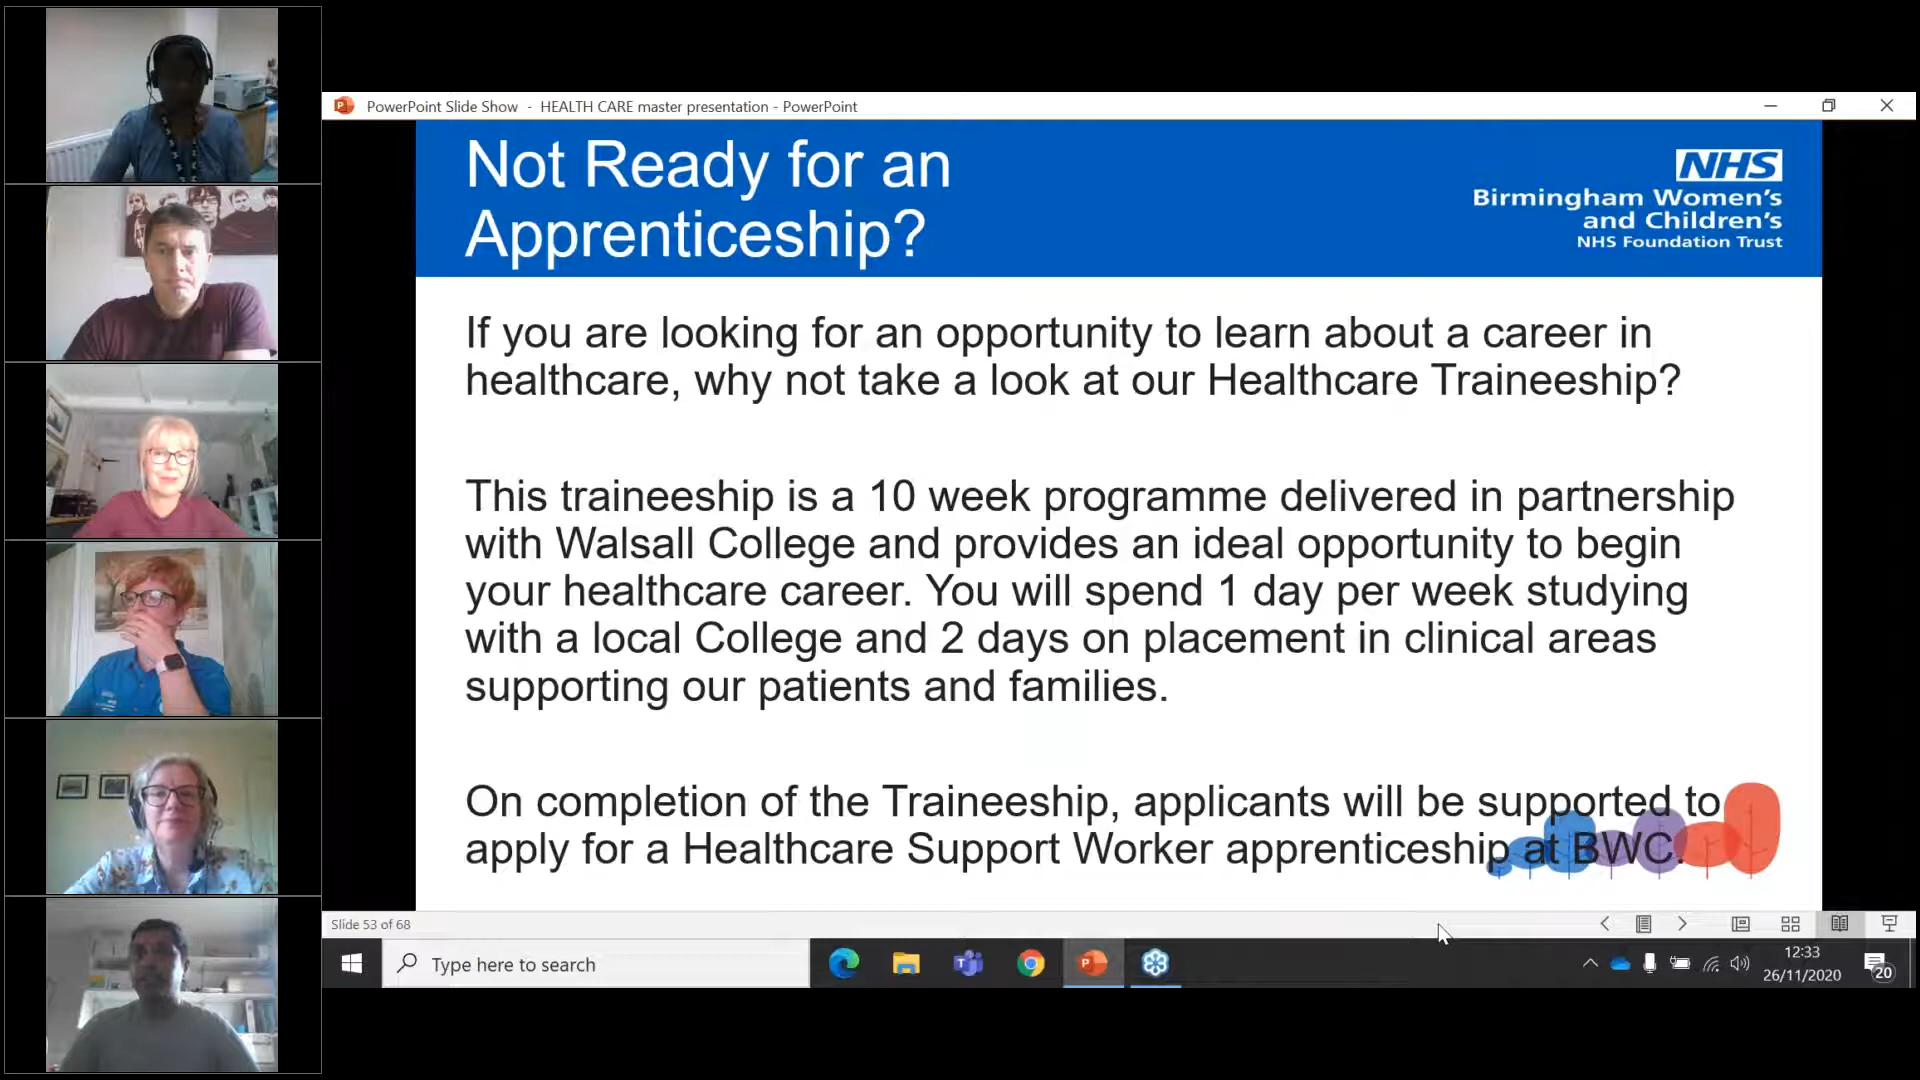 PowerPoint Slide Show - HEALTH CARE master presentation - PowerPoint
Not Ready for an
Apprenticeship?
NHS
Birmingham Women's
and Children's
NHS Foundation Trust
If you are looking for an opportunity to learn about a career in
healthcare, why not take a look at our Healthcare Traineeship?
This traineeship is a 10 week programme delivered in partnership
with Walsall College and provides an ideal opportunity to begin
your healthcare career. You will spend 1 day per week studying
with a local College and 2 days on placement in clinical areas
supporting our patients and families.
On completion of the Traineeship, applicants will be supported to
apply for a Healthcare Support Worker apprenticeship at BWC.
Slide 53 of 68
Type here to search
12:33
26/11/2020
20